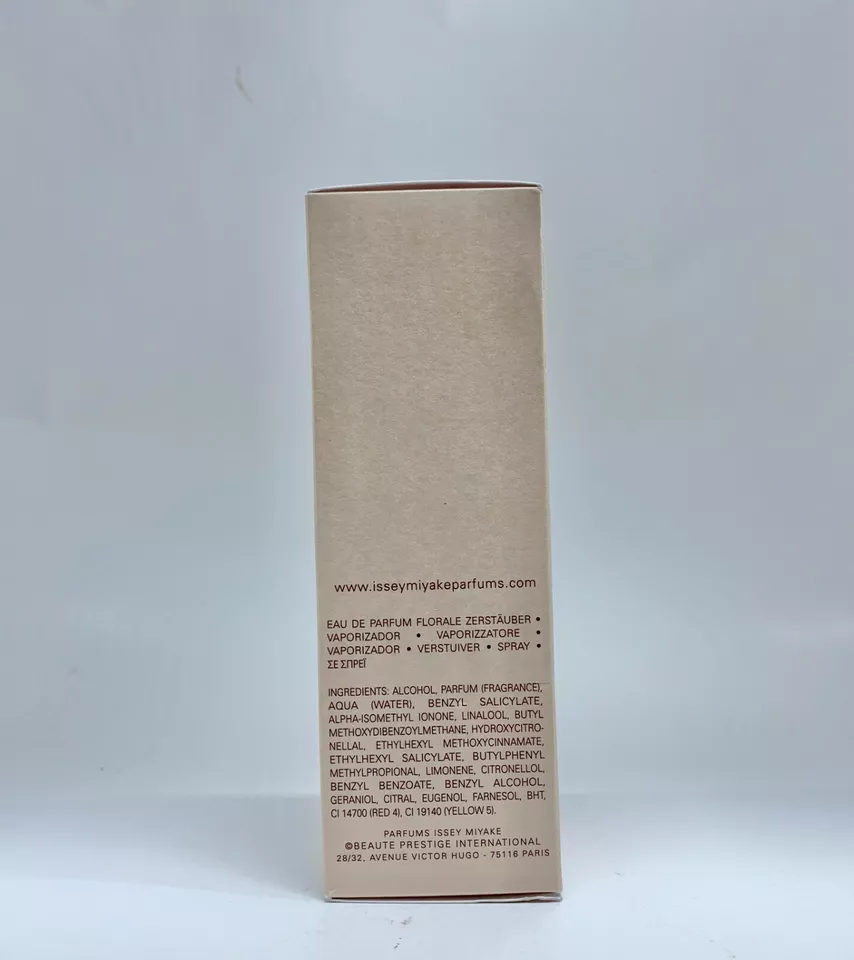 www.isseymiyakeparfums.com
EAU DE PARFUM FLORALE ZERSTÄUBER •
VAPORIZADOR • VAPORIZZATORE •
VAPORIZADOR • VERSTUIVER • SPRAY •
ΣΕ ΣΠΡΕΪ
INGREDIENTS: ALCOHOL, PARFUM (FRAGRANCE),
AQUA (WATER), BENZYL SALICYLATE,
ALPHA-ISOMETHYL IONONE, LINALOOL, BUTYL
METHOXYDIBENZOYLMETHANE, HYDROXYCITRO-
NELLAL, ETHYLHEXYL METHOXYCINNAMATE,
ETHYLHEXYL SALICYLATE, BUTYLPHENYL
METHYLPROPIONAL, LIMONENE, CITRONELLOL,
BENZYL BENZOATE, BENZYL ALCOHOL,
GERANIOL, CITRAL, EUGENOL, FARNESOL, BHT,
CI 14700 (RED 4), CI 19140 (YELLOW 5).
PARFUMS ISSEY MIYAKE
©BEAUTE PRESTIGE INTERNATIONAL
28/32, AVENUE VICTOR HUGO - 75116 PARIS